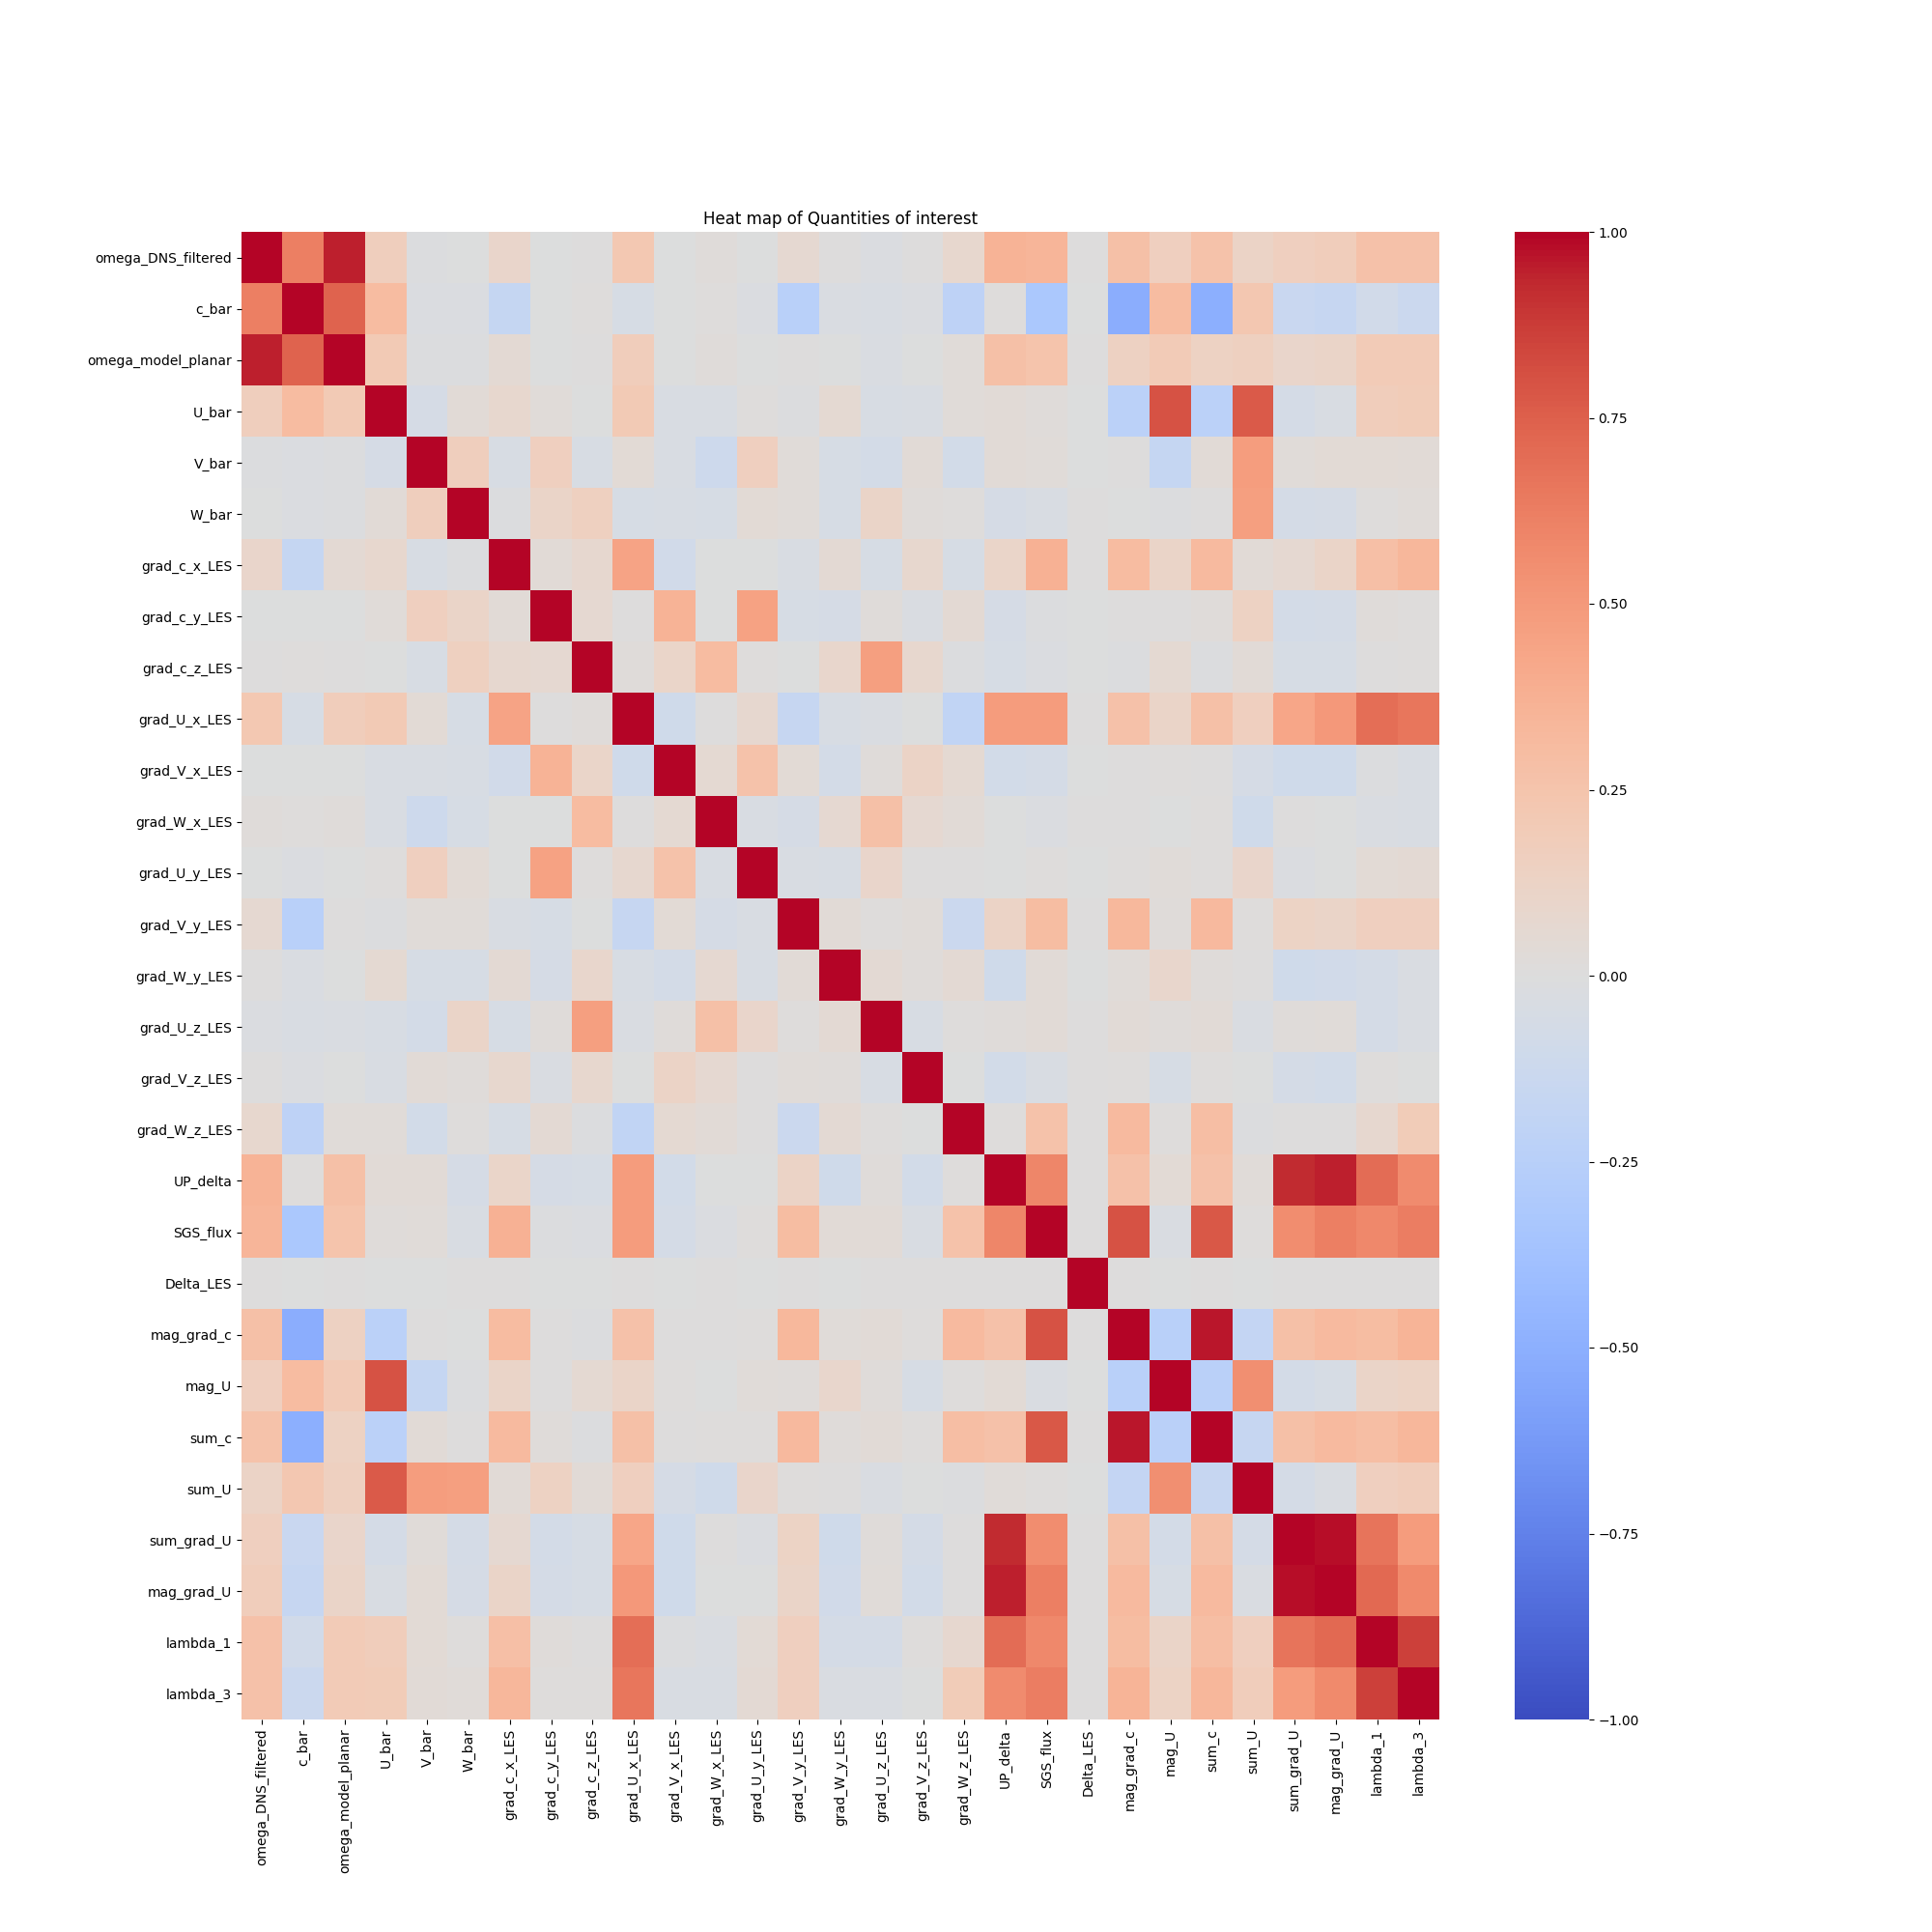 Heat map of Quantities of interest
omega_DNS_filtered
c_bar
omega_model_planar
U_bar
V_bar
W_bar
grad_c_x_LES
grad_c_y_LES
grad_c_z_LES
grad_U_x_LES
grad_V_x_LES
grad_W_x_LES
grad_U_y_LES
grad_V_y_LES
grad_W_y_LES
grad_U_z_LES
grad_V_z_LES
grad_W_z_LES
UP_delta
SGS_flux
Delta_LES
mag_grad_c
mag_U
sum_c
sum_U
sum_grad_U
mag_grad_U
lambda_1
lambda_3
omega_DNS_filtered
c_bar
omega_model_planar
U_bar
V_bar
W_bar
grad_c_x_LES
grad_c_y_LES
grad_c_z_LES
grad_U_x_LES
grad_V_x_LES
grad_W_x_LES
grad_U_y_LES
grad_V_y_LES
grad_W_y_LES
grad_U_z_LES
grad_V_z_LES
grad_W_z_LES
UP_delta
SGS_flux
Delta_LES
mag_grad_c
mag_U
sum_c
sum_U
sum_grad_U
mag_grad_U
lambda_1
lambda_3
1.00
0.75
0.50
0.25
0.00
−0.25
−0.50
−0.75
−1.00